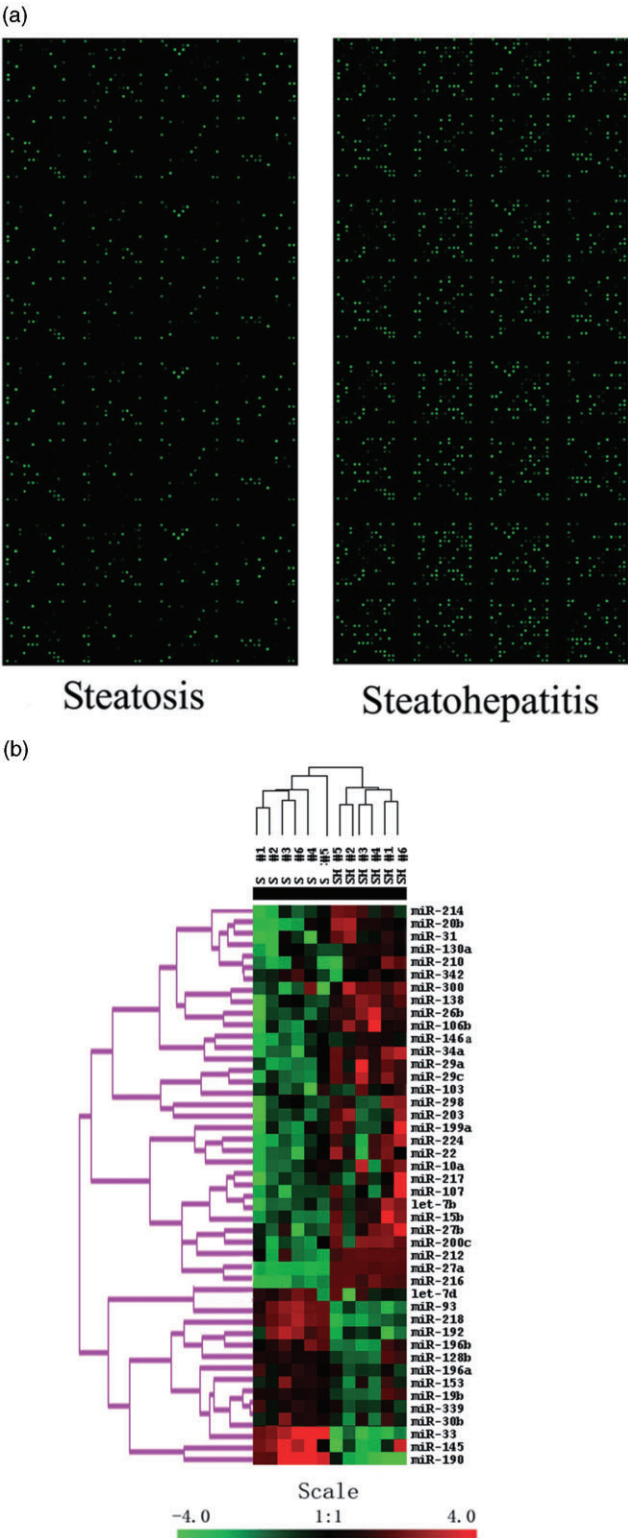 (a)
Steatosis
Steatohepatitis
(b)
S #1
S #2
S #3
S #6
S #4
S :#5
SH #5
SH #2
SH #3
SH #4
SH #1
SH #6
miR-214
miR-20b
miR-31
miR-130a
miR-210
miR-342
miR-300
miR-138
miR-26b
miR-106b
miR-146a
miR-34a
miR-29a
miR-29c
miR-103
miR-298
miR-203
miR-199a
miR-224
miR-22
miR-10a
miR-217
miR-107
let-7b
miR-15b
miR-27b
miR-200c
miR-212
miR-27a
miR-216
let-7d
miR-93
miR-218
miR-192
miR-196b
miR-128b
miR-196a
miR-153
miR-19b
miR-339
miR-30b
miR-33
miR-145
miR-190
Scale
-4.0 1:1 4.0